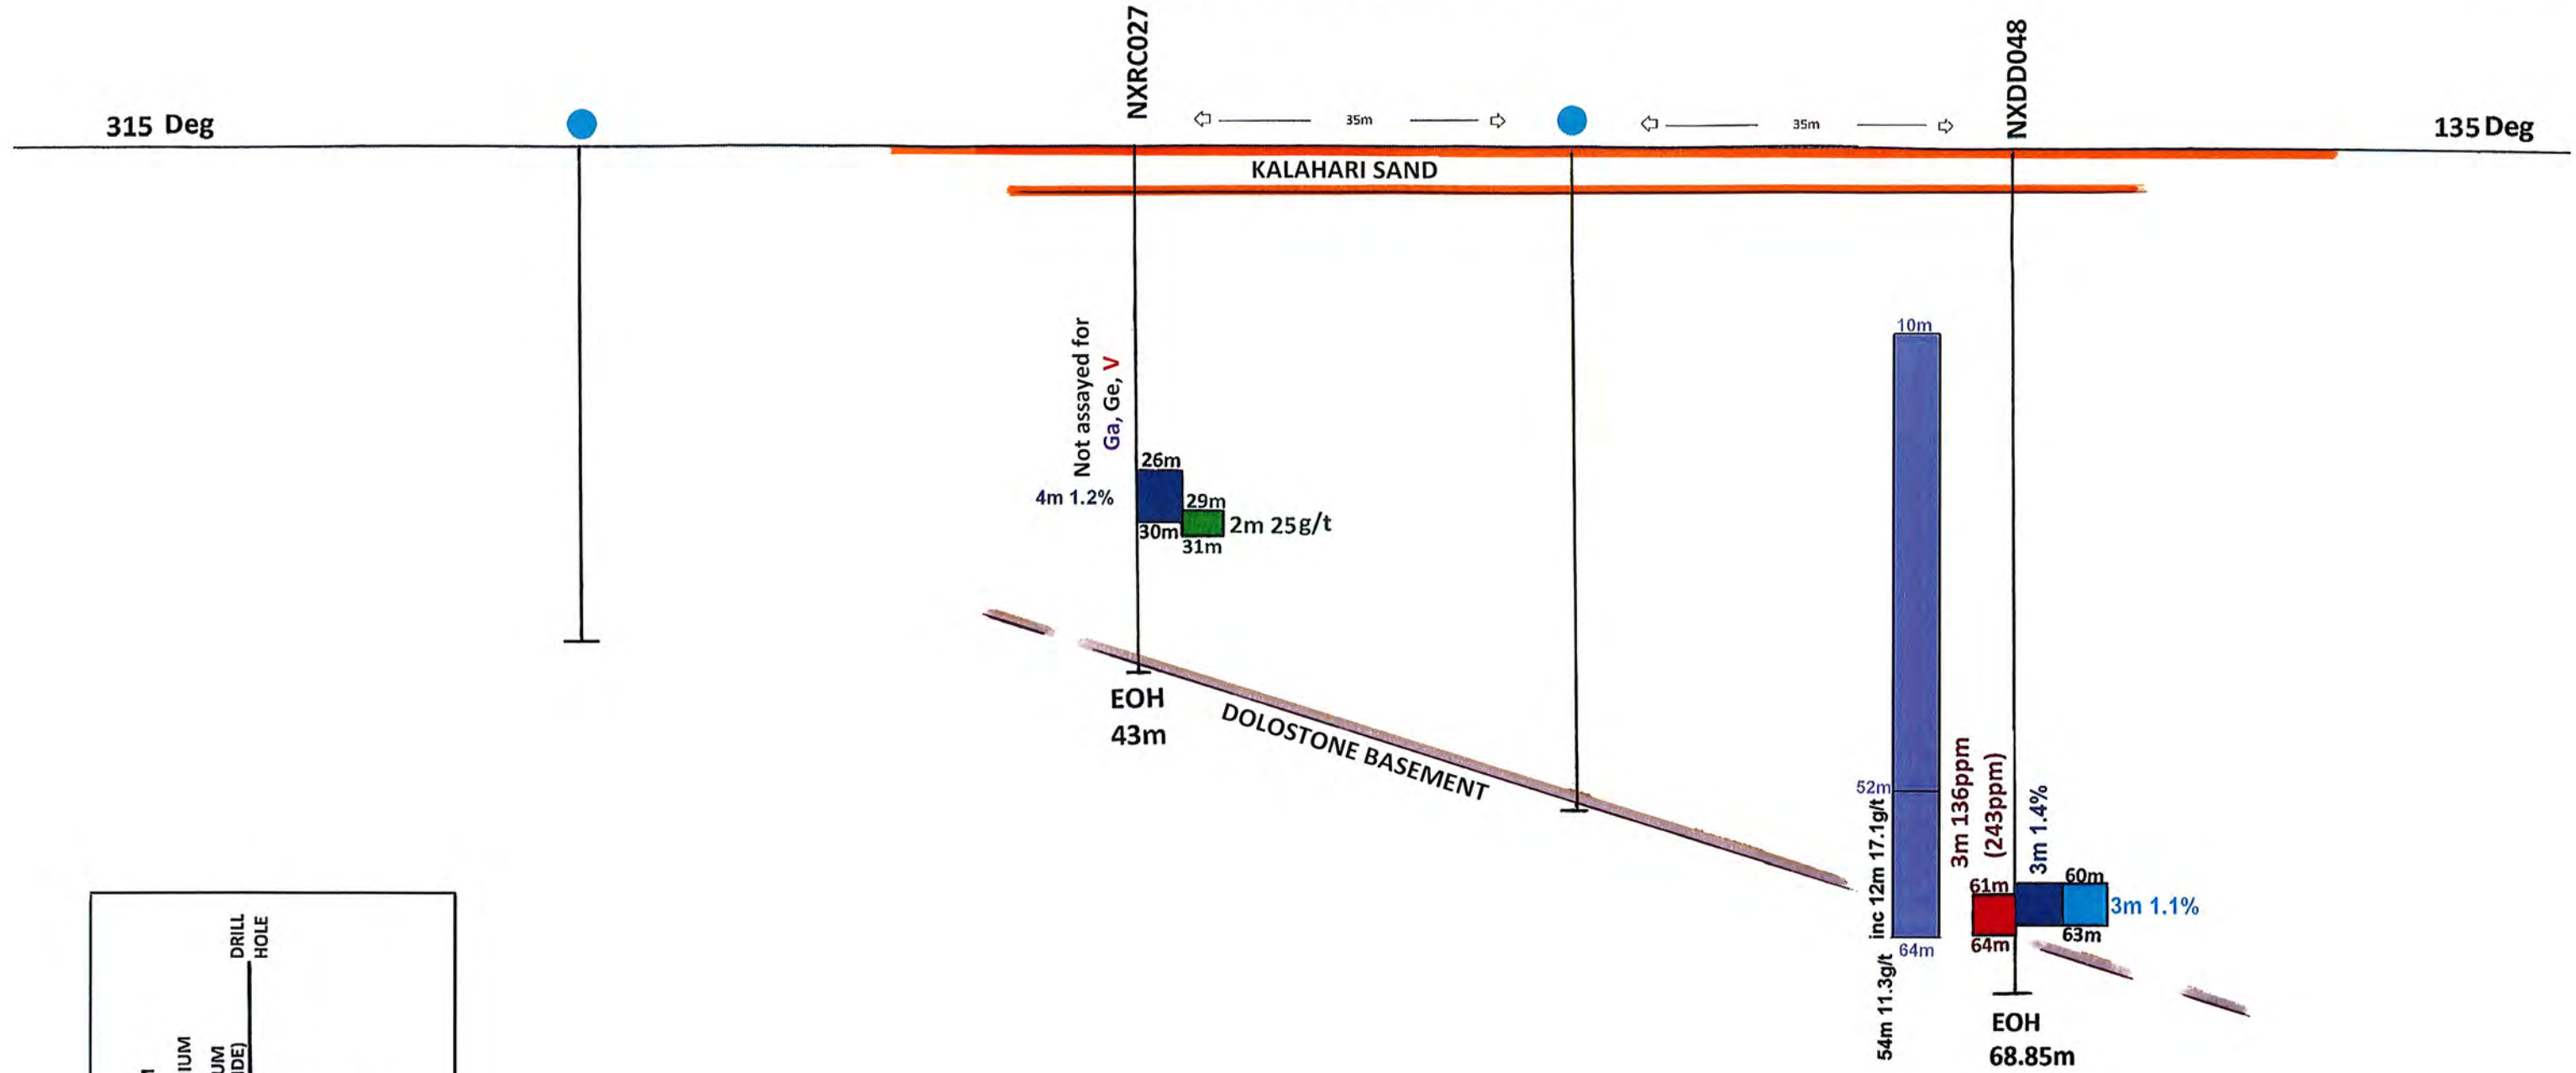 NXRC027
NXDD048
315 Deg
35m
35m
135 Deg
KALAHARI SAND
Not assayed for
Ga, Ge, V
10m
26m
4m 1.2%
29m
30m
2m 25g/t
31m
EOH
43m
DOLOSTONE BASEMENT
52m
inc 12m 17.1g/t
54m 11.3g/t
64m
3m 136ppm
(243ppm)
3m 1.4%
61m
60m
3m 1.1%
64m
63m
EOH
68.85m
DRILL
HOLE